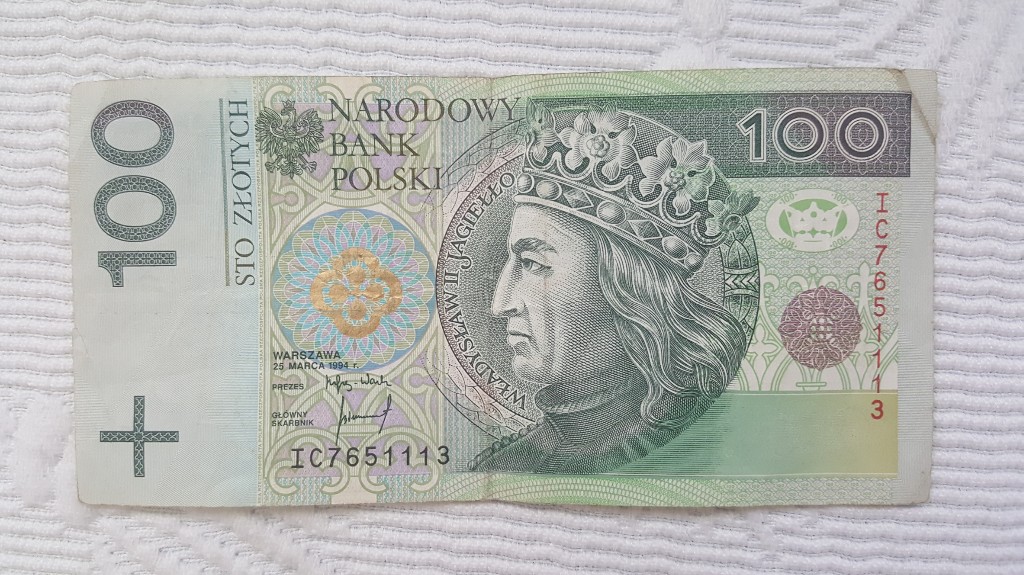 100
STO ZŁOTYCH
NARODOWY
BANK
POLSKI
WŁADYSŁAW II JAGIEŁŁO
100
IC7651113
WARSZAWA
25 MARCA 1994 r.
PREZES
GŁÓWNY
SKARBNIK
IC7651113